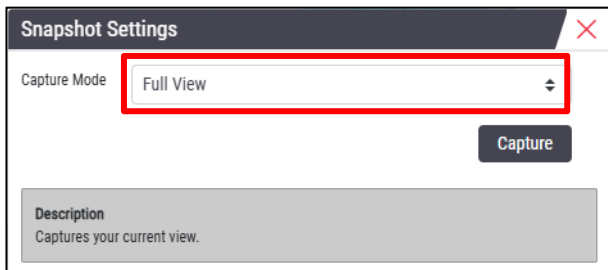 Snapshot Settings
Capture Mode
Full View
Capture
Description
Captures your current view.